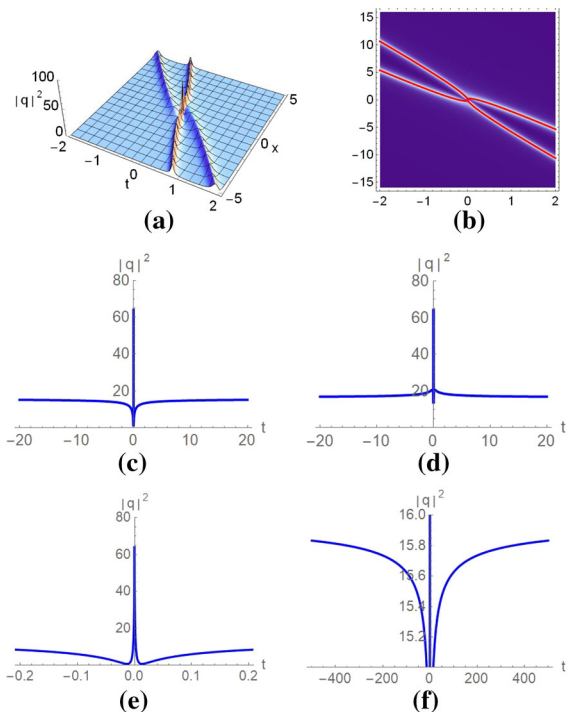 100
|q|² 50
0
−2
−1
t
0
1
2
−5
0
x
5
(a)
15
10
5
0
−5
−10
−15
−2 −1 0 1 2
(b)
|q|²
80
60
40
20
−20 −10 0 10 20 t
(c)
|q|²
80
60
40
20
−20 −10 0 10 20 t
(d)
|q|²
80
60
40
20
−0.2 −0.1 0.0 0.1 0.2 t
(e)
|q|²
16.0
15.8
15.6
15.4
15.2
−400 −200 0 200 400 t
(f)